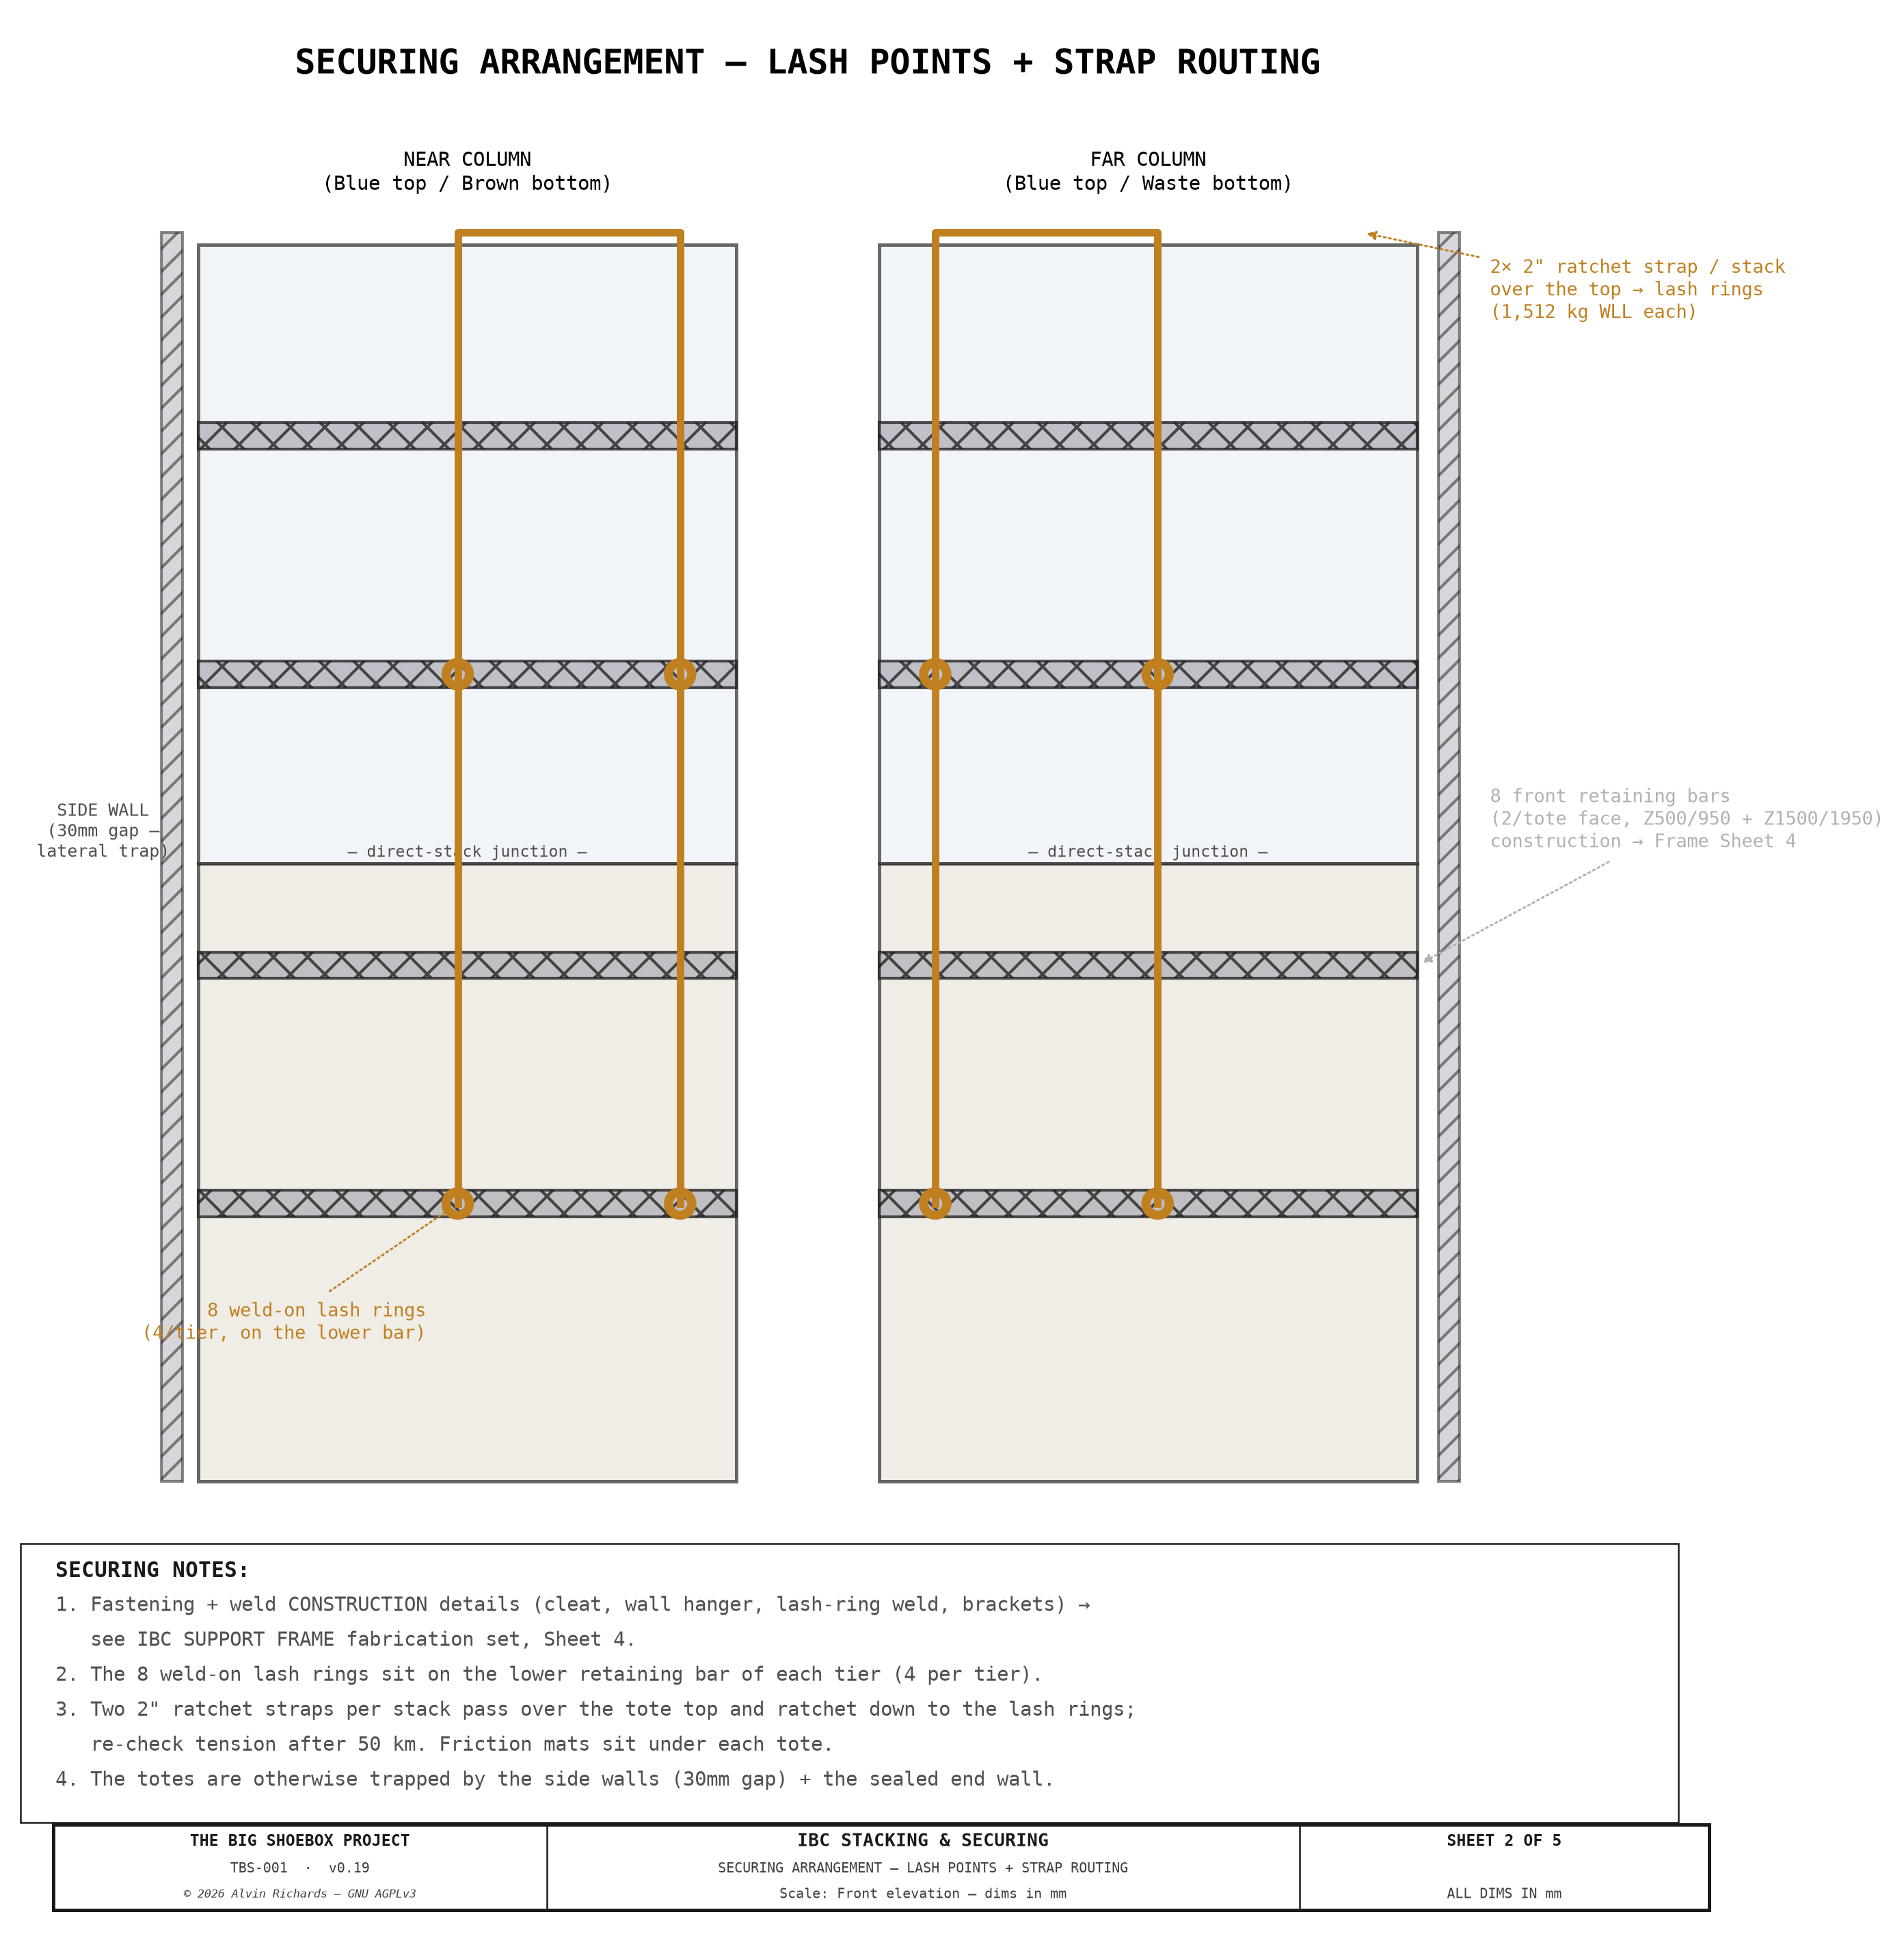 SECURING ARRANGEMENT — LASH POINTS + STRAP ROUTING
NEAR COLUMN
(Blue top / Brown bottom)
FAR COLUMN
(Blue top / Waste bottom)
2× 2" ratchet strap / stack
over the top → lash rings
(1,512 kg WLL each)
SIDE WALL
(30mm gap —
lateral trap)
— direct-stack junction —
— direct-stack junction —
8 front retaining bars
(2/tote face, Z500/950 + Z1500/1950)
construction → Frame Sheet 4
8 weld-on lash rings
(4/tier, on the lower bar)
SECURING NOTES:
1. Fastening + weld CONSTRUCTION details (cleat, wall hanger, lash-ring weld, brackets) →
see IBC SUPPORT FRAME fabrication set, Sheet 4.
2. The 8 weld-on lash rings sit on the lower retaining bar of each tier (4 per tier).
3. Two 2" ratchet straps per stack pass over the tote top and ratchet down to the lash rings;
re-check tension after 50 km. Friction mats sit under each tote.
4. The totes are otherwise trapped by the side walls (30mm gap) + the sealed end wall.
THE BIG SHOEBOX PROJECT
TBS-001 · v0.19
© 2026 Alvin Richards — GNU AGPLv3
IBC STACKING & SECURING
SECURING ARRANGEMENT — LASH POINTS + STRAP ROUTING
Scale: Front elevation — dims in mm
SHEET 2 OF 5
ALL DIMS IN mm